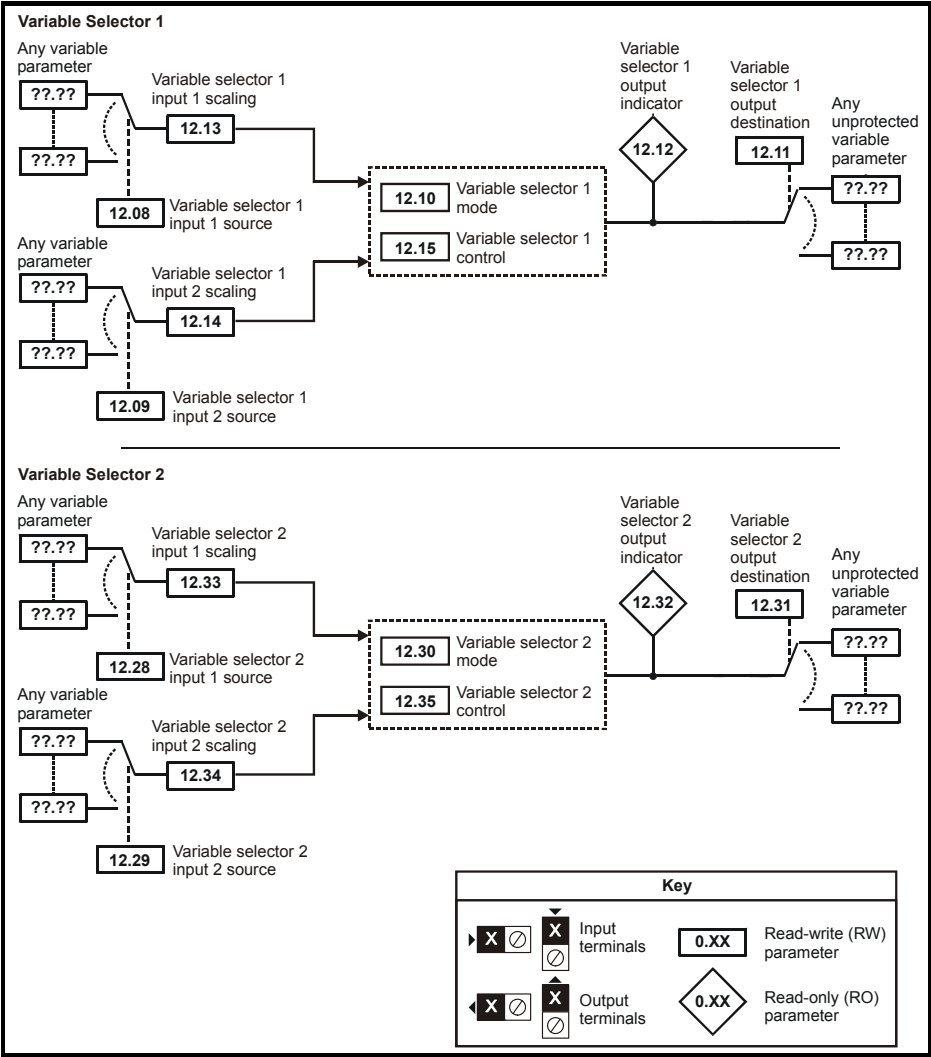 Variable Selector 1
Any variable
parameter
??.??
??.??
Variable selector 1
input 1 scaling
12.13
12.08
Variable selector 1
input 1 source
Any variable
parameter
??.??
??.??
Variable selector 1
input 2 scaling
12.14
12.09
Variable selector 1
input 2 source
12.10
Variable selector 1
mode
12.15
Variable selector 1
control
Variable
selector 1
output
indicator
12.12
Variable
selector 1
output
destination
12.11
Any
unprotected
variable
parameter
??.??
??.??
Variable Selector 2
Any variable
parameter
??.??
??.??
Variable selector 2
input 1 scaling
12.33
12.28
Variable selector 2
input 1 source
Any variable
parameter
??.??
??.??
Variable selector 2
input 2 scaling
12.34
12.29
Variable selector 2
input 2 source
12.30
Variable selector 2
mode
12.35
Variable selector 2
control
Variable
selector 2
output
indicator
12.32
Variable
selector 2
output
destination
12.31
Any
unprotected
variable
parameter
??.??
??.??
Key
X
X
Input
terminals
0.XX
Read-write (RW)
parameter
X
X
Output
terminals
0.XX
Read-only (RO)
parameter